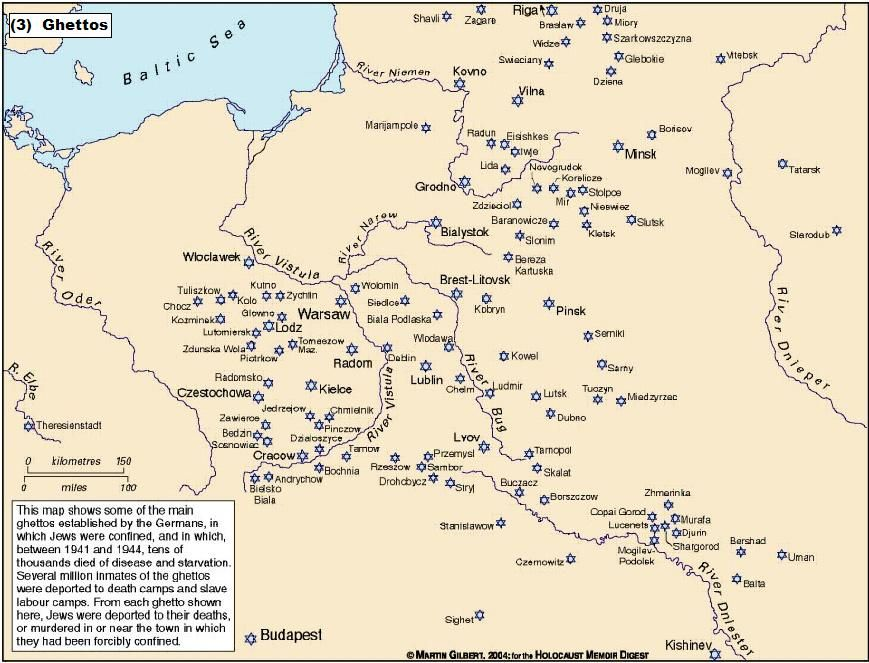 (3) Ghettos
Baltic Sea
Shavli
Zagare
Riga
Druja
Braslaw
Miory
Widze
Szarkowszczyzna
Swieciany
Glebokie
Vitebsk
Dziena
River Niemen
Kovno
Vilna
Marijampole
Radun
Eisishkes
Iwje
Borisov
Minsk
Lida
Novogrudok
Korelicze
Mogilev
Tatarsk
Grodno
Mir
Stolpce
Zdzieciol
Nieswiez
Baranowicze
Kletsk
Slutsk
Starodub
River Narew
Bialystok
Slonim
Bereza
Kartuska
River Oder
River Vistula
Wloclawek
Brest-Litovsk
Kobryn
Pinsk
River Dnieper
Tuliszkow
Kutno
Zychlin
Chocz
Kolo
Wolomin
Siedlce
Kozminek
Glowno
Warsaw
Biala Podlaska
Lutomiersk
Lodz
Zdunska Wola
Tomaszow
Maz.
Piotrkow
Radom
Deblin
Wlodawa
Serniki
Kowel
Sarny
R. Elbe
Radomsko
Kielce
Lublin
Chelm
River Bug
Ludmir
Lutsk
Tuczyn
Miedzyrzec
Czestochowa
River Vistula
Dubno
Theresienstadt
Zawierce
Jedrzejow
Chmielnik
Bedzin
Pinczow
Sosnowiec
Dzialoszyce
Cracow
Tarnow
Lvov
Tarnopol
Bochnia
Rzeszow
Przemysl
Sambor
Skalat
Andrychow
Bielsko
Biala
Drohobycz
Stryj
Buczacz
Borszczow
0 kilometres 150
0 miles 100
Stanislawow
Zhmerinka
Copai Gorod
Murafa
Lucenets
Djurin
Shargorod
Mogilev-
Podolsk
Bershad
Uman
Czernowitz
Balta
River Dniester
Sighet
Kishinev
Budapest
This map shows some of the main
ghettos established by the Germans, in
which Jews were confined, and in which,
between 1941 and 1944, tens of
thousands died of disease and starvation.
Several million inmates of the ghettos
were deported to death camps and slave
labour camps. From each ghetto shown
here, Jews were deported to their deaths,
or murdered in or near the town in which
they had been forcibly confined.
© MARTIN GILBERT, 2004; for the HOLOCAUST MEMOIR DIGEST